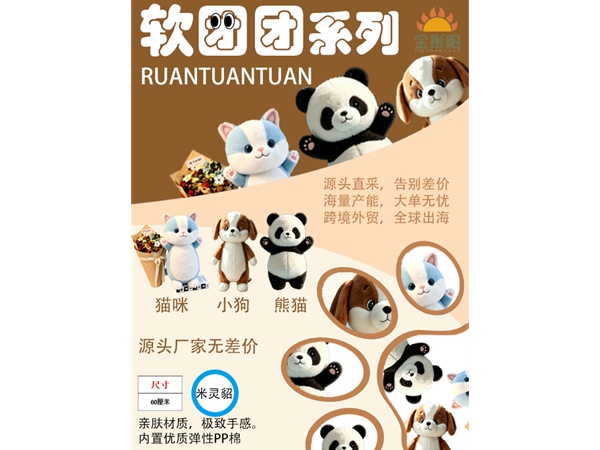 软团团系列
金彤阳
RUANTUANTUAN
源头直采，告别差价
海量产能，大单无忧
跨境外贸，全球出海
猫咪
小狗
熊猫
源头厂家无差价
尺寸
60厘米
米灵貂
亲肤材质，极致手感。
内置优质弹性PP棉